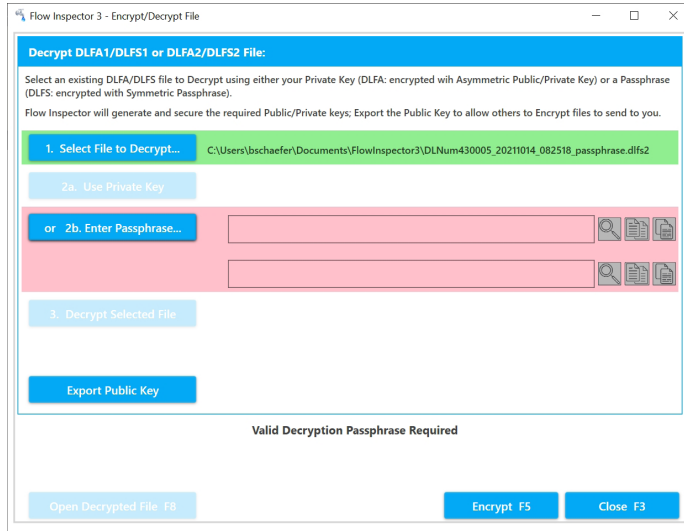 Flow Inspector 3 - Encrypt/Decrypt File
Decrypt DLFA1/DLFS1 or DLFA2/DLFS2 File:
Select an existing DLFA/DLFS file to Decrypt using either your Private Key (DLFA: encrypted wih Asymmetric Public/Private Key) or a Passphrase
(DLFS: encrypted with Symmetric Passphrase).
Flow Inspector will generate and secure the required Public/Private keys; Export the Public Key to allow others to Encrypt files to send to you.
1. Select File to Decrypt... C:\Users\bschaefer\Documents\FlowInspector3\DLNum430005_20211014_082518_passphrase.dlfs2
2a. Use Private Key
or 2b. Enter Passphrase...
3. Decrypt Selected File
Export Public Key
Valid Decryption Passphrase Required
Open Decrypted File F8 Encrypt F5 Close F3